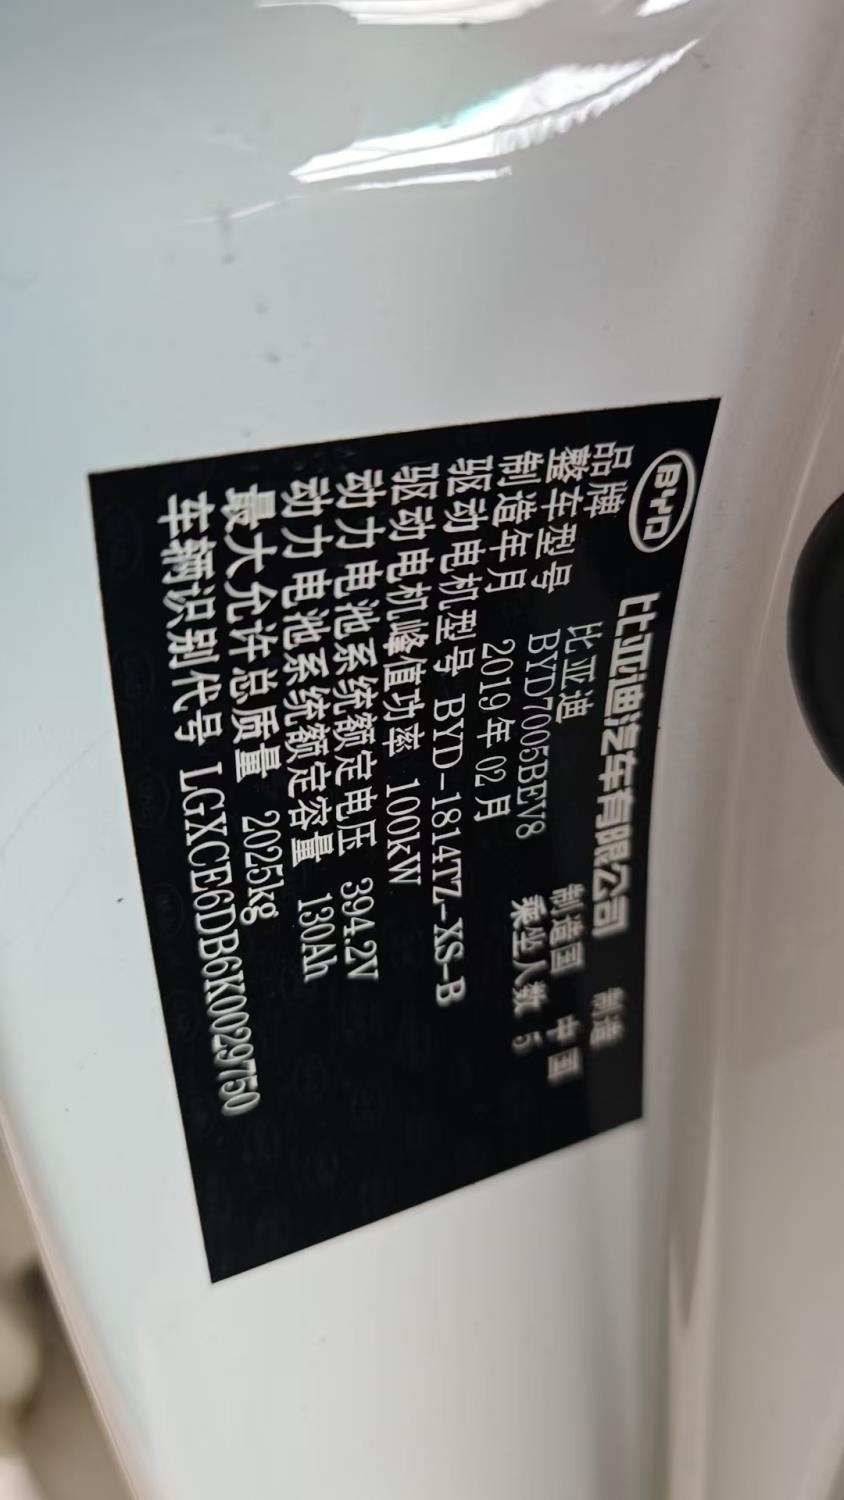 BYD 比亚迪汽车有限公司 制造
品牌 比亚迪 制造国 中国
整车型号 BYD7005BEV8 乘坐人数 5
制造年月 2019年02月
驱动电机型号 BYD-1814TZ-XS-B
驱动电机峰值功率 100kW
动力电池系统额定电压 394.2V
动力电池系统额定容量 130Ah
最大允许总质量 2025kg
车辆识别代号 LGXCE6DB6K0029750